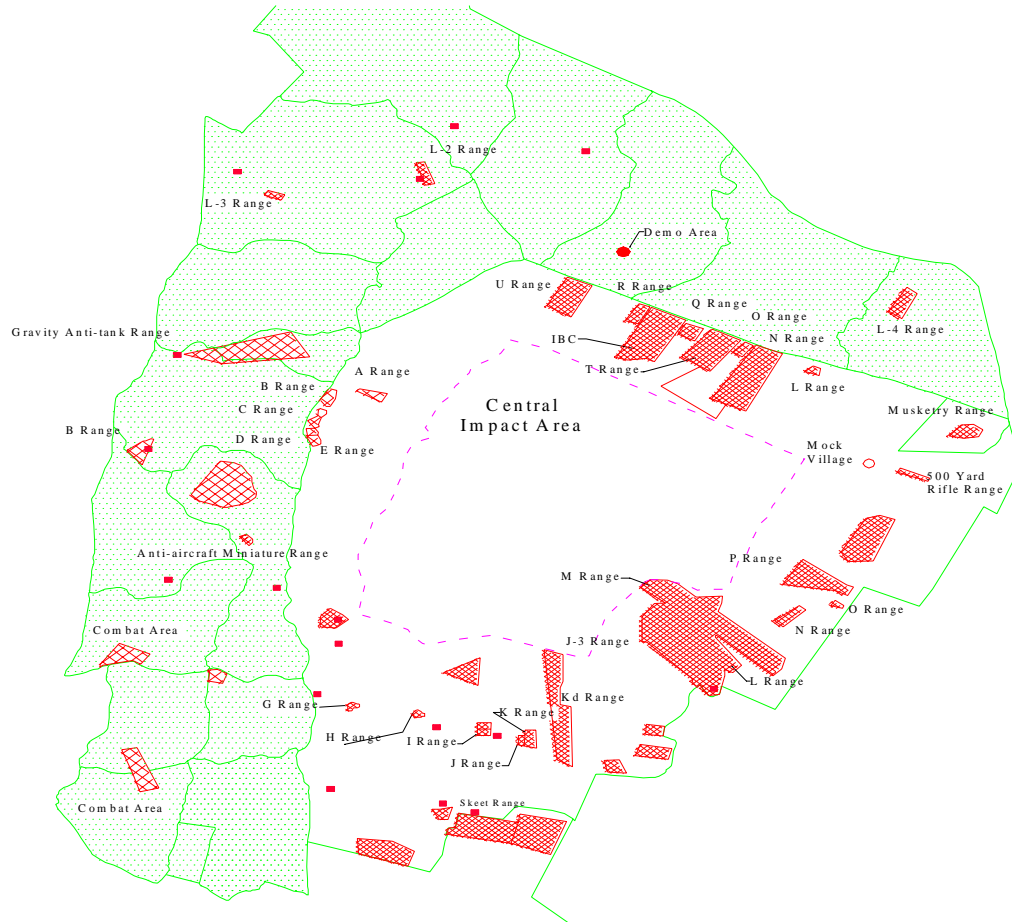 L-2 Range
L-3 Range
Demo Area
U Range
R Range
Q Range
O Range
N Range
L-4 Range
Gravity Anti-tank Range
IBC
T Range
L Range
A Range
B Range
C Range
D Range
E Range
B Range
Central
Impact Area
Musketry Range
Mock
Village
500 Yard
Rifle Range
Anti-aircraft Miniature Range
P Range
M Range
O Range
N Range
Combat Area
J-3 Range
L Range
Kd Range
G Range
K Range
H Range
I Range
J Range
Combat Area
Skeet Range